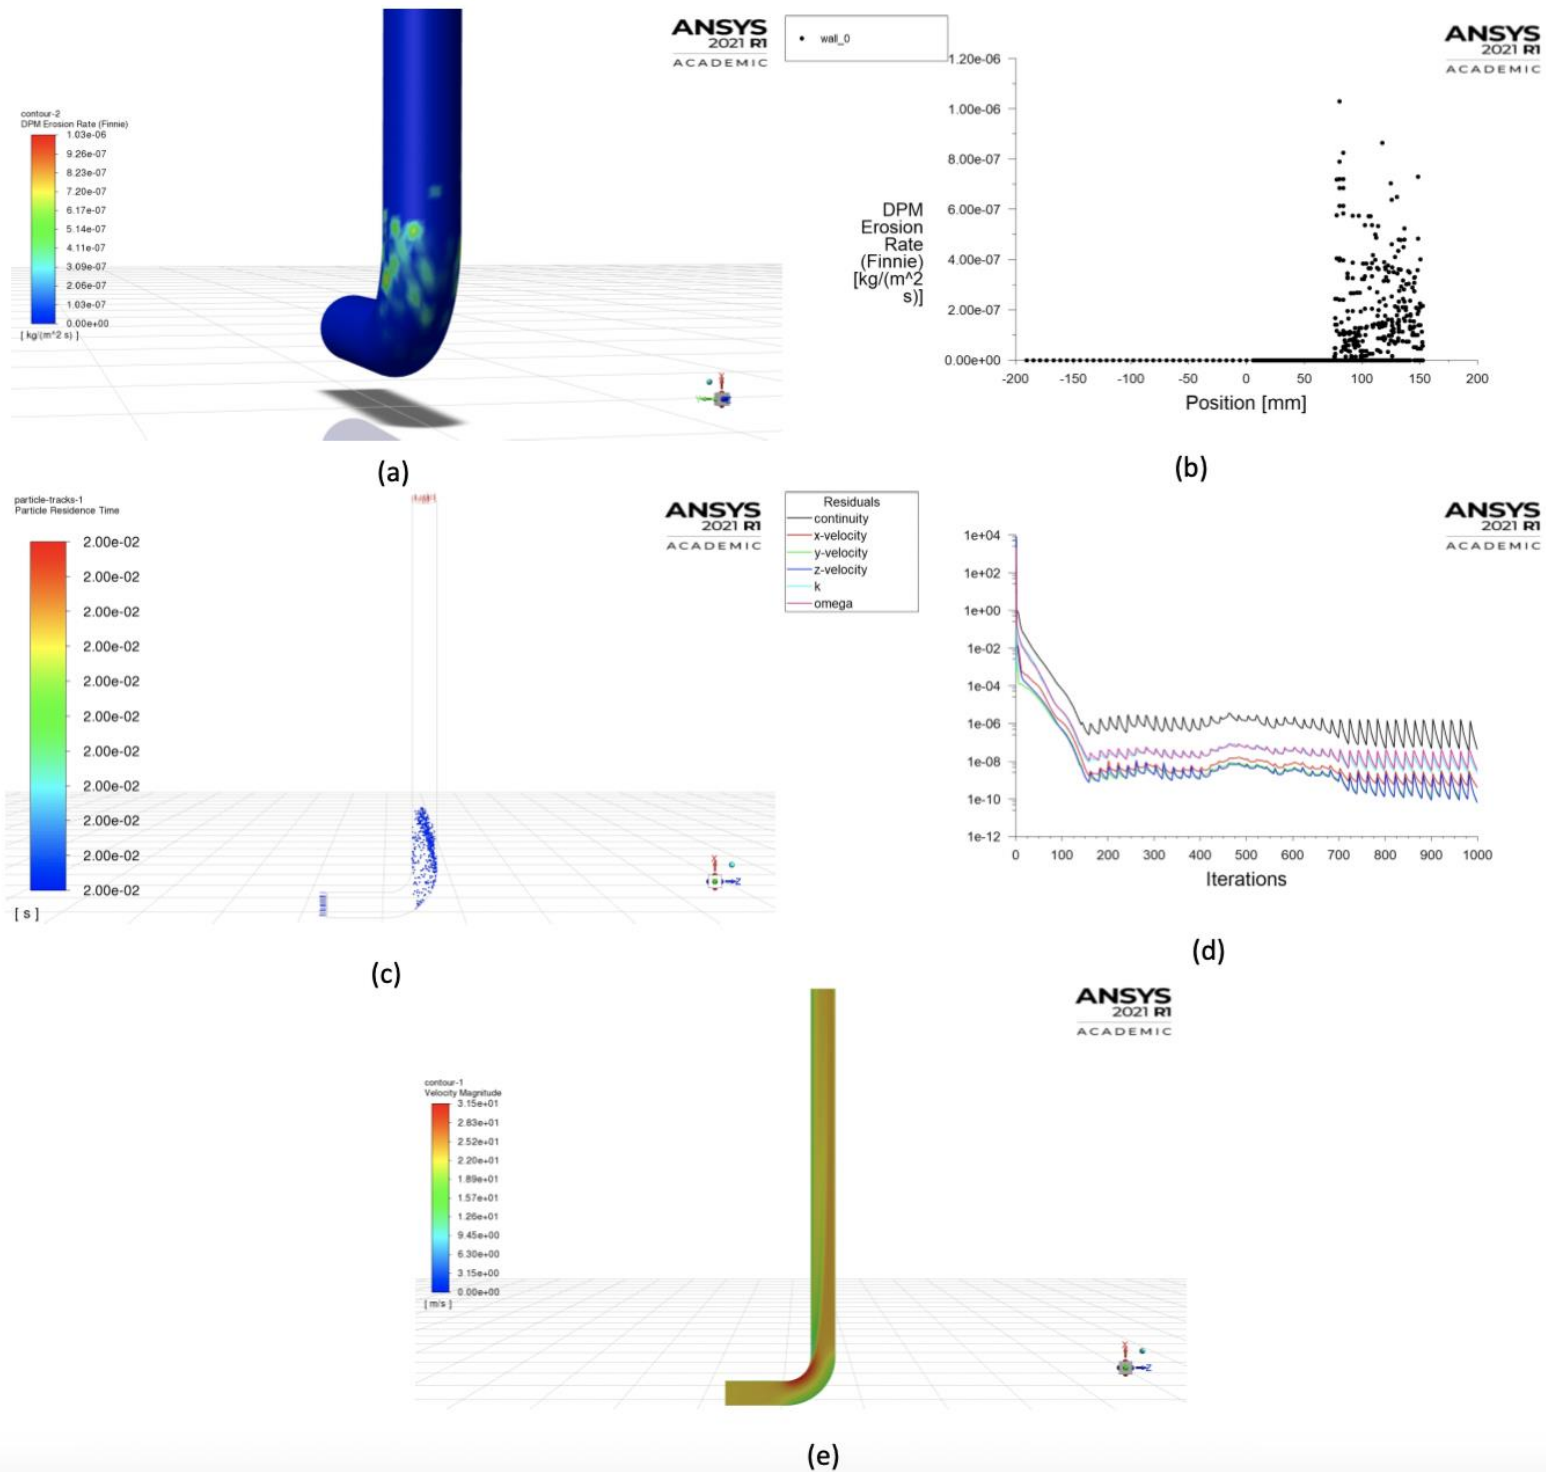 ANSYS
2021 R1
ACADEMIC
contour-2
DPM Erosion Rate (Finnie)
1.03e-06
9.26e-07
8.23e-07
7.20e-07
6.17e-07
5.14e-07
4.11e-07
3.09e-07
2.06e-07
1.03e-07
0.00e+00
[ kg/(m^2 s) ]
X
Y
(a)
wall_0
ANSYS
2021 R1
ACADEMIC
1.20e-06
1.00e-06
8.00e-07
6.00e-07
4.00e-07
2.00e-07
0.00e+00
DPM
Erosion
Rate
(Finnie)
[kg/(m^2
s)]
-200 -150 -100 -50 0 50 100 150 200
Position [mm]
(b)
particle-tracks-1
Particle Residence Time
2.00e-02
2.00e-02
2.00e-02
2.00e-02
2.00e-02
2.00e-02
2.00e-02
2.00e-02
2.00e-02
2.00e-02
2.00e-02
[ s ]
ANSYS
2021 R1
ACADEMIC
X
Z
(c)
Residuals
continuity
x-velocity
y-velocity
z-velocity
k
omega
ANSYS
2021 R1
ACADEMIC
1e+04
1e+02
1e+00
1e-02
1e-04
1e-06
1e-08
1e-10
1e-12
0 100 200 300 400 500 600 700 800 900 1000
Iterations
(d)
ANSYS
2021 R1
ACADEMIC
contour-1
Velocity Magnitude
3.15e+01
2.83e+01
2.52e+01
2.20e+01
1.89e+01
1.57e+01
1.26e+01
9.45e+00
6.30e+00
3.15e+00
0.00e+00
[ m/s ]
X
Z
(e)